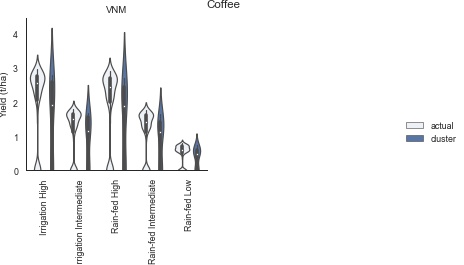 Coffee
VNM
Yield (t/ha)
4
3
2
1
0
Irrigation High
Irrigation Intermediate
Rain-fed High
Rain-fed Intermediate
Rain-fed Low
actual
cluster